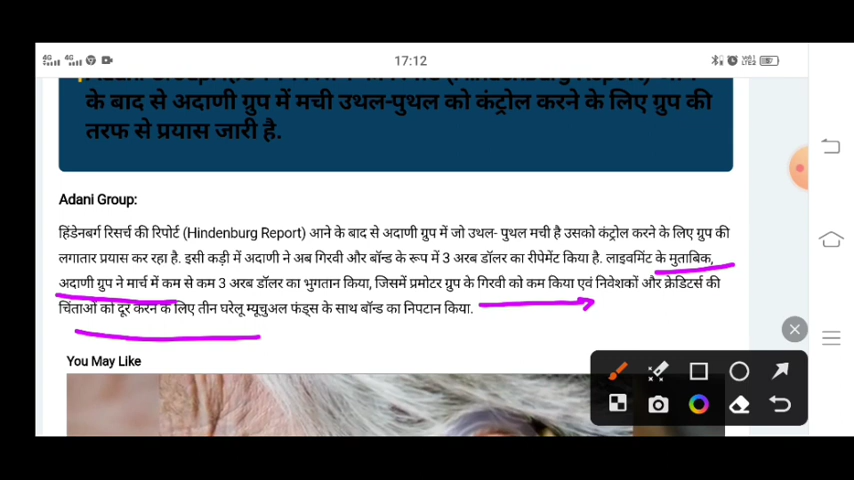 17:12
के बाद से अदाणी ग्रुप में मची उथल-पुथल को कंट्रोल करने के लिए ग्रुप की
तरफ से प्रयास जारी है.
Adani Group:
हिंडेनबर्ग रिसर्च की रिपोर्ट (Hindenburg Report) आने के बाद से अदाणी ग्रुप में जो उथल- पुथल मची है उसको कंट्रोल करने के लिए ग्रुप की
लगातार प्रयास कर रहा है. इसी कड़ी में अदाणी ने अब गिरवी और बॉन्ड के रूप में 3 अरब डॉलर का रीपेमेंट किया है. लाइवमिंट के मुताबिक,
अदाणी ग्रुप ने मार्च में कम से कम 3 अरब डॉलर का भुगतान किया, जिसमें प्रमोटर ग्रुप के गिरवी को कम किया एवं निवेशकों और क्रेडिटर्स की
चिंताओं को दूर करने के लिए तीन घरेलू म्यूचुअल फंड्स के साथ बॉन्ड का निपटान किया.
You May Like